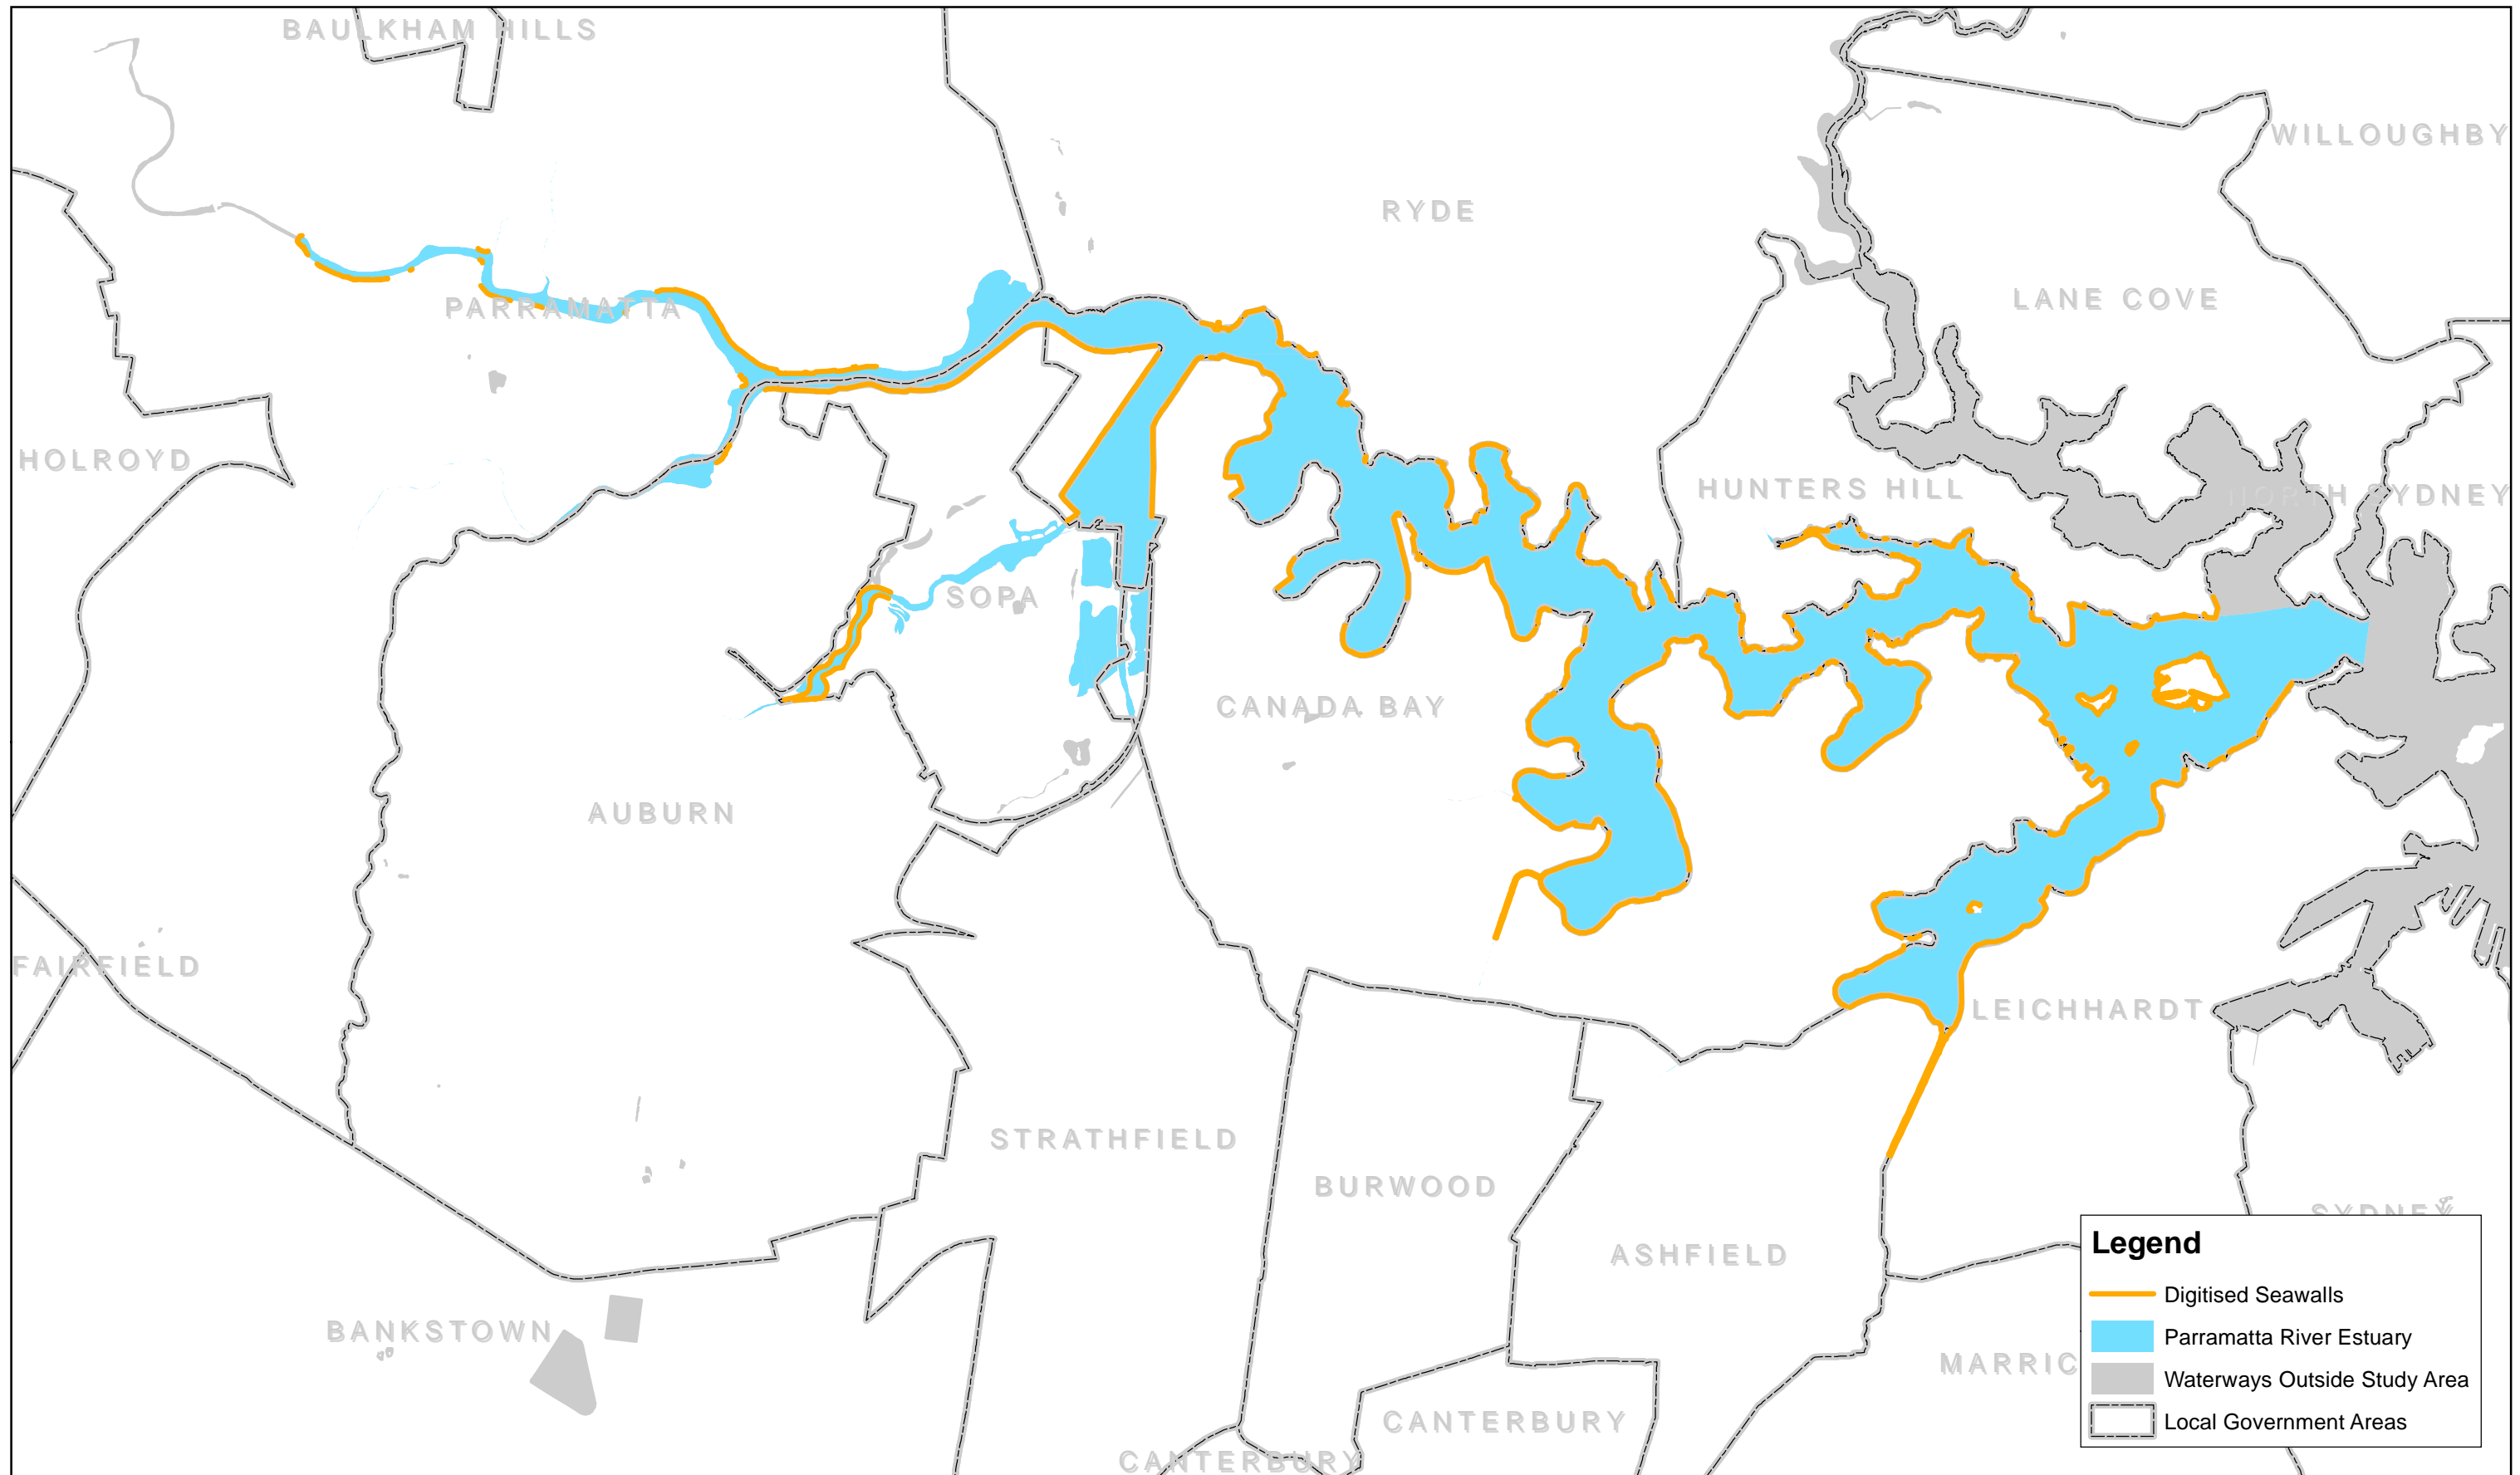 BAULKHAM HILLS
WILLOUGHBY
RYDE
LANE COVE
PARRAMATTA
HOLROYD
HUNTERS HILL
NORTH SYDNEY
SOPA
CANADA BAY
AUBURN
FAIRFIELD
LEICHHARDT
STRATHFIELD
BURWOOD
SYDNEY
ASHFIELD
BANKSTOWN
MARRIC
CANTERBURY
CANTERBURY
Legend
Digitised Seawalls
Parramatta River Estuary
Waterways Outside Study Area
Local Government Areas